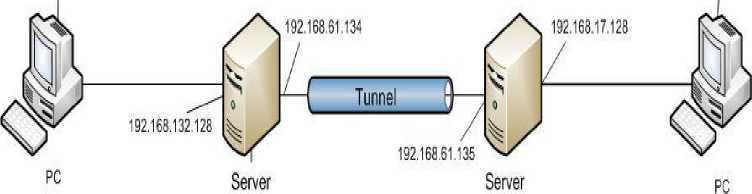 192.168.61.134
192.168.17.128
Tunnel
192.168.132.128
192.168.61.135
PC
Server
Server
PC